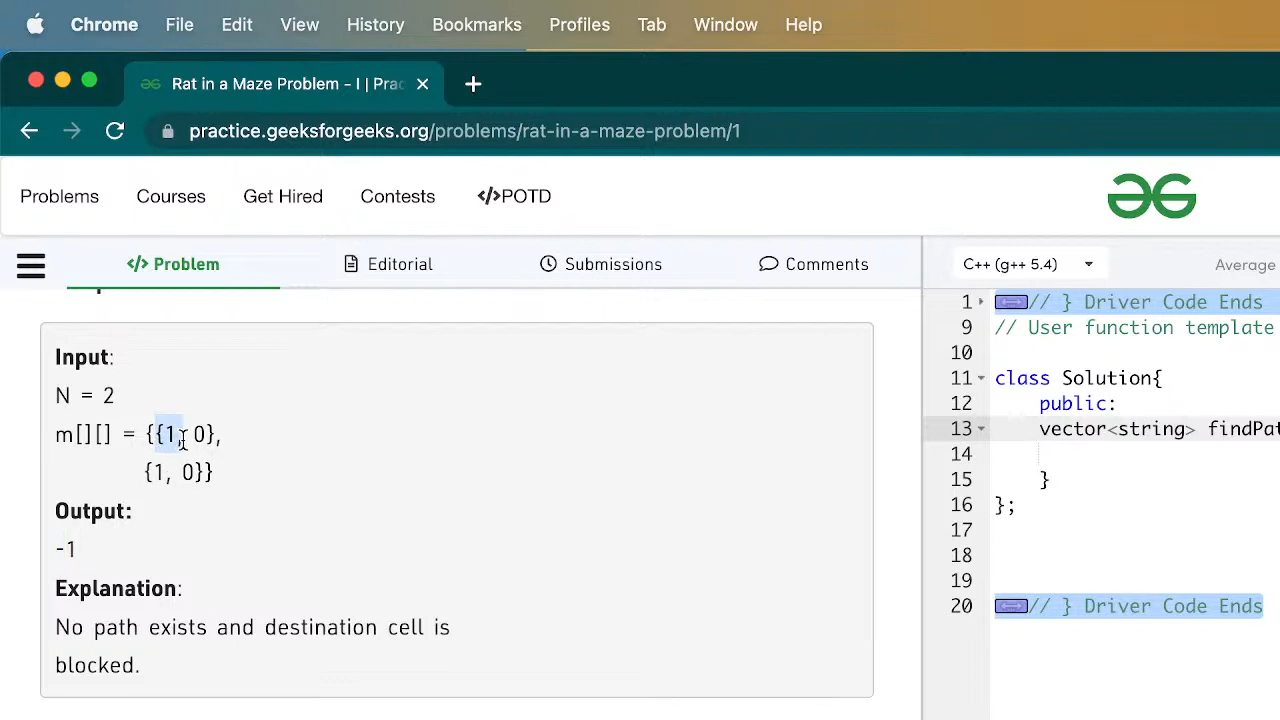 Chrome File Edit View History Bookmarks Profiles Tab Window Help
Rat in a Maze Problem - I | Prac
practice.geeksforgeeks.org/problems/rat-in-a-maze-problem/1
Problems Courses Get Hired Contests </>POTD
</> Problem Editorial Submissions Comments
Input:
N = 2
m[][] = {{1, 0},
{1, 0}}
Output:
-1
Explanation:
No path exists and destination cell is
blocked.
C++ (g++ 5.4) Average
1 // } Driver Code Ends
9 // User function template
10
11 class Solution{
12 public:
13 vector<string> findPat
14
15 }
16 };
17
18
19
20 // } Driver Code Ends